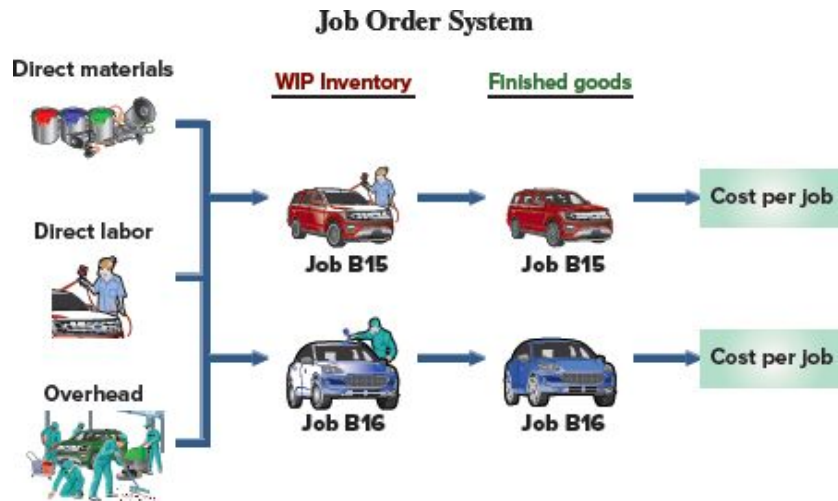 Job Order System
Direct materials
WIP Inventory
Finished goods
Cost per job
Job B15
Job B15
Direct labor
Cost per job
Overhead
Job B16
Job B16